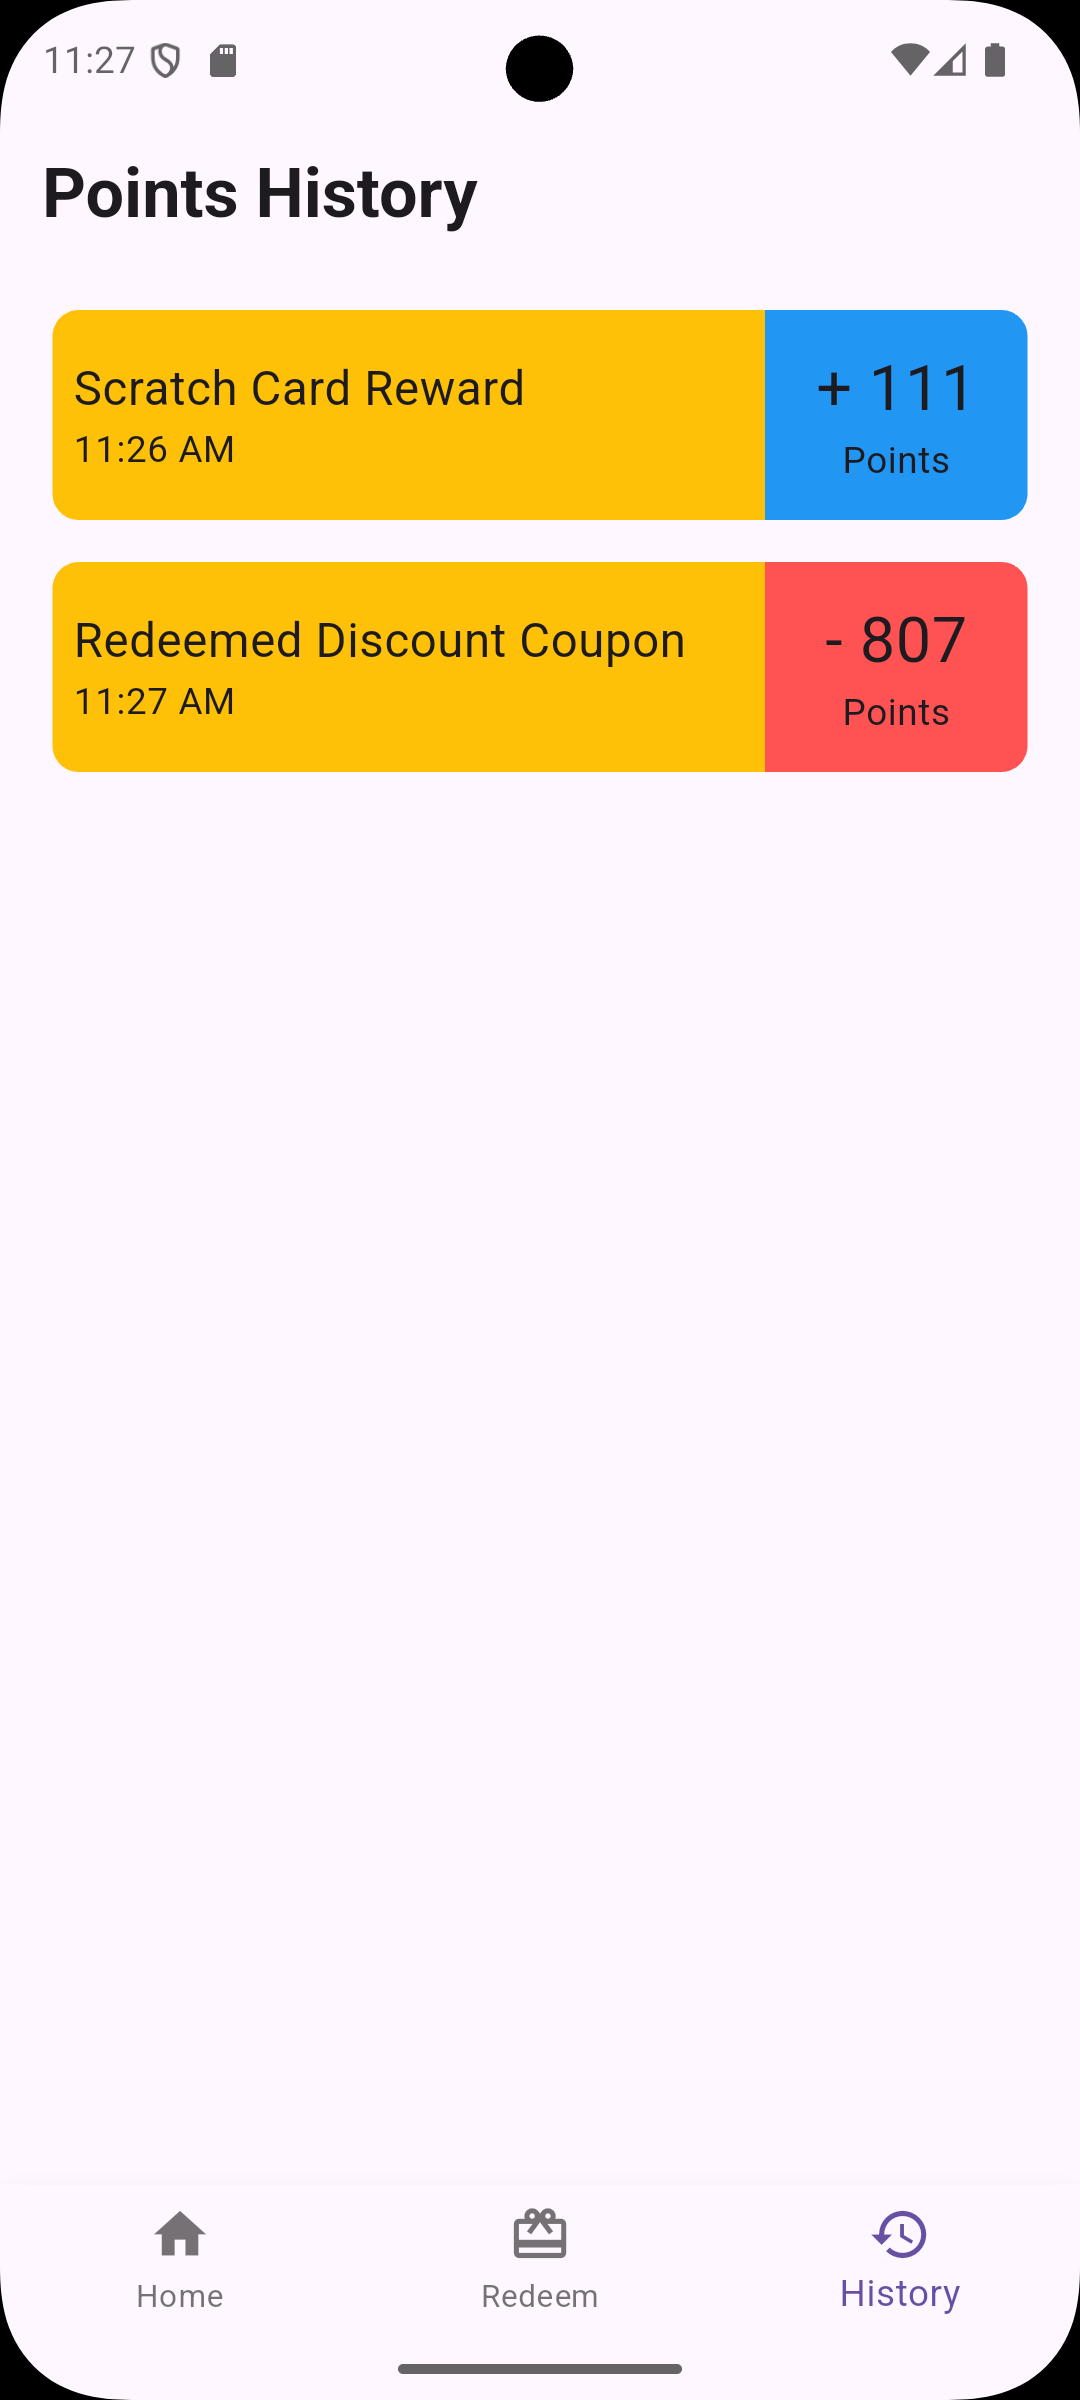 11:27
Points History
Scratch Card Reward
11:26 AM
+ 111
Points
Redeemed Discount Coupon
11:27 AM
- 807
Points
Home
Redeem
History